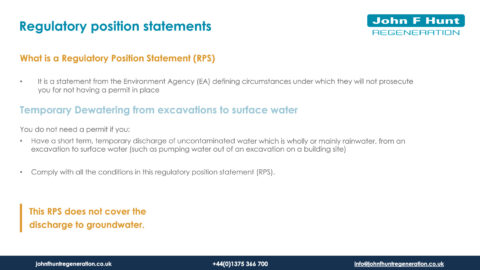 Regulatory position statements
John F Hunt
REGENERATION
What is a Regulatory Position Statement (RPS)
• It is a statement from the Environment Agency (EA) defining circumstances under which they will not prosecute
you for not having a permit in place
Temporary Dewatering from excavations to surface water
You do not need a permit if you:
• Have a short term, temporary discharge of uncontaminated water which is wholly or mainly rainwater, from an
excavation to surface water (such as pumping water out of an excavation on a building site)
• Comply with all the conditions in this regulatory position statement (RPS).
This RPS does not cover the
discharge to groundwater.
johnfhuntregeneration.co.uk +44(0)1375 366 700 info@johnfhuntregeneration.co.uk